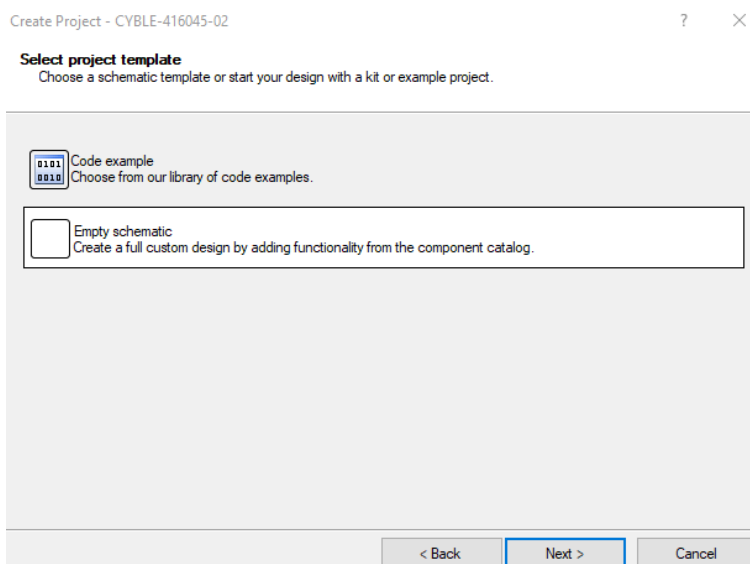 Create Project - CYBLE-416045-02
?
Select project template
Choose a schematic template or start your design with a kit or example project.
0101
0010
Code example
Choose from our library of code examples.
Empty schematic
Create a full custom design by adding functionality from the component catalog.
< Back
Next >
Cancel